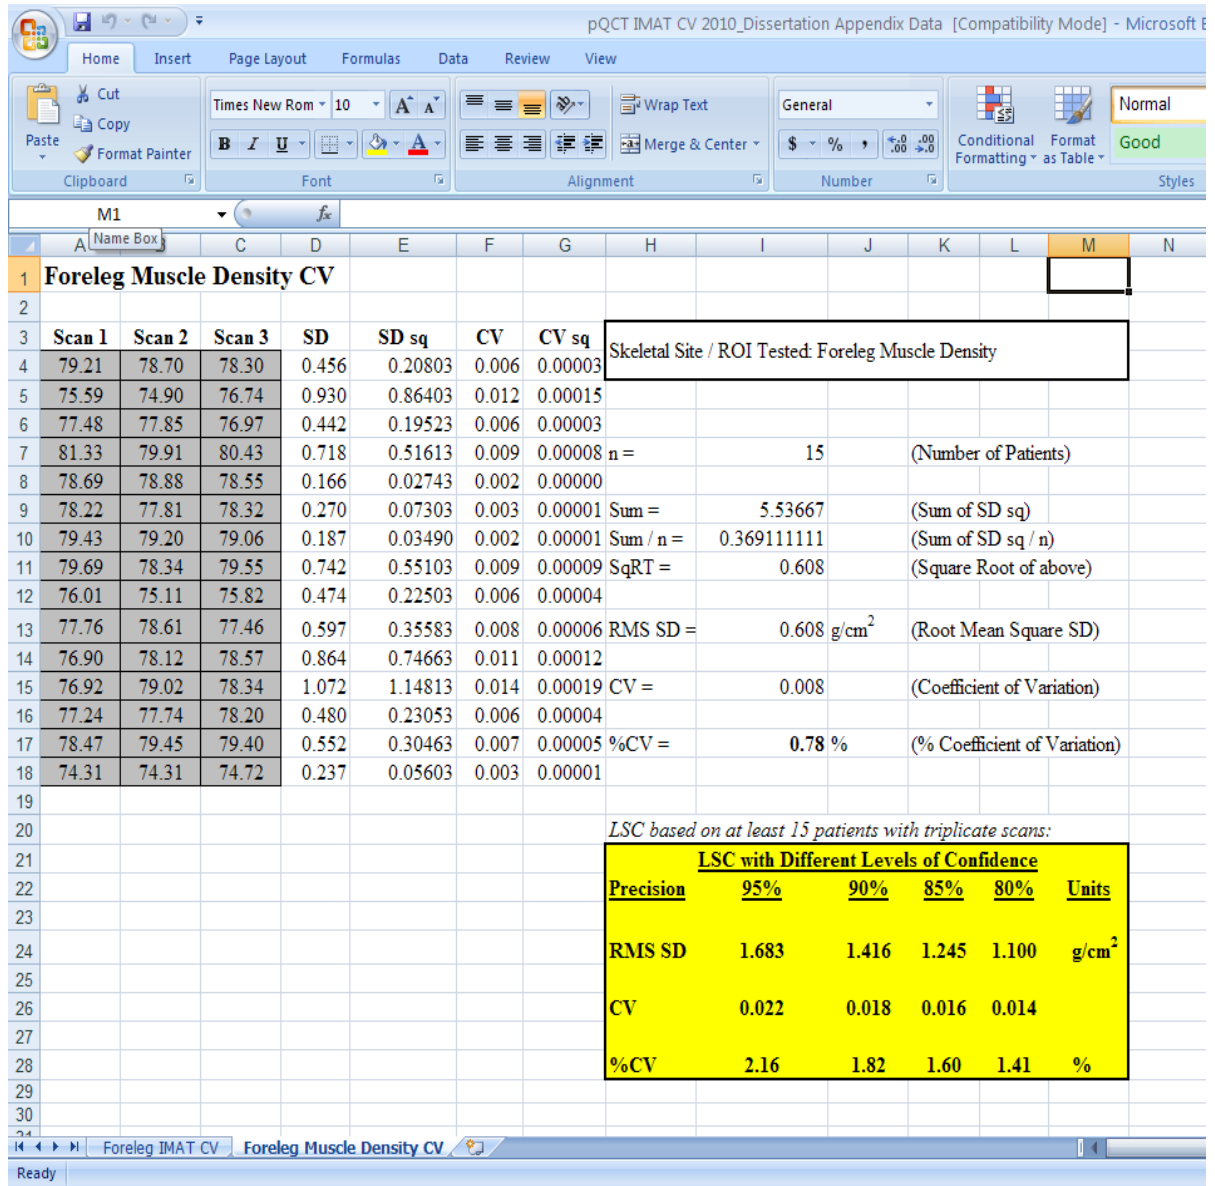 pQCT IMAT CV 2010_Dissertation Appendix Data [Compatibility Mode] - Microsoft E
Home Insert Page Layout Formulas Data Review View
Cut
Copy
Format Painter
Paste
Times New Rom 10 A A
B I U A
Wrap Text
Merge & Center
General
$ % , .0 .00 .00 .0
Conditional Formatting
Format as Table
Normal
Good
Clipboard Font Alignment Number Styles
M1 fx
Name Box
A B C D E F G H I J K L M N
1 Foreleg Muscle Density CV
2
3 Scan 1 Scan 2 Scan 3 SD SD sq CV CV sq
Skeletal Site / ROI Tested: Foreleg Muscle Density
4 79.21 78.70 78.30 0.456 0.20803 0.006 0.00003
5 75.59 74.90 76.74 0.930 0.86403 0.012 0.00015
6 77.48 77.85 76.97 0.442 0.19523 0.006 0.00003
7 81.33 79.91 80.43 0.718 0.51613 0.009 0.00008 n = 15 (Number of Patients)
8 78.69 78.88 78.55 0.166 0.02743 0.002 0.00000
9 78.22 77.81 78.32 0.270 0.07303 0.003 0.00001 Sum = 5.53667 (Sum of SD sq)
10 79.43 79.20 79.06 0.187 0.03490 0.002 0.00001 Sum / n = 0.369111111 (Sum of SD sq / n)
11 79.69 78.34 79.55 0.742 0.55103 0.009 0.00009 SqRT = 0.608 (Square Root of above)
12 76.01 75.11 75.82 0.474 0.22503 0.006 0.00004
13 77.76 78.61 77.46 0.597 0.35583 0.008 0.00006 RMS SD = 0.608 g/cm² (Root Mean Square SD)
14 76.90 78.12 78.57 0.864 0.74663 0.011 0.00012
15 76.92 79.02 78.34 1.072 1.14813 0.014 0.00019 CV = 0.008 (Coefficient of Variation)
16 77.24 77.74 78.20 0.480 0.23053 0.006 0.00004
17 78.47 79.45 79.40 0.552 0.30463 0.007 0.00005 %CV = 0.78 % (% Coefficient of Variation)
18 74.31 74.31 74.72 0.237 0.05603 0.003 0.00001
19
20 LSC based on at least 15 patients with triplicate scans:
21 LSC with Different Levels of Confidence
22 Precision 95% 90% 85% 80% Units
23
24 RMS SD 1.683 1.416 1.245 1.100 g/cm²
25
26 CV 0.022 0.018 0.016 0.014
27
28 %CV 2.16 1.82 1.60 1.41 %
29
30
Foreleg IMAT CV Foreleg Muscle Density CV
Ready